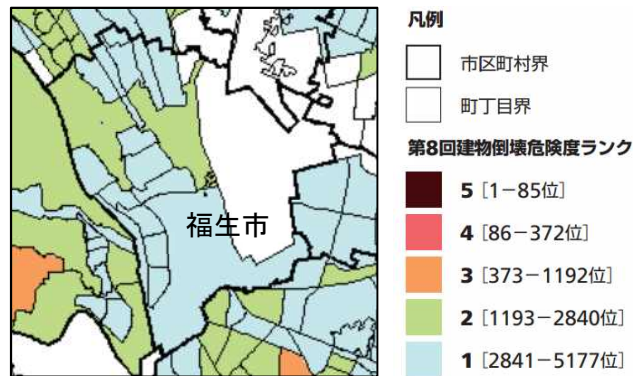 福生市
凡例
市区町村界
町丁目界
第8回建物倒壊危険度ランク
5 [1－85位]
4 [86－372位]
3 [373－1192位]
2 [1193－2840位]
1 [2841－5177位]